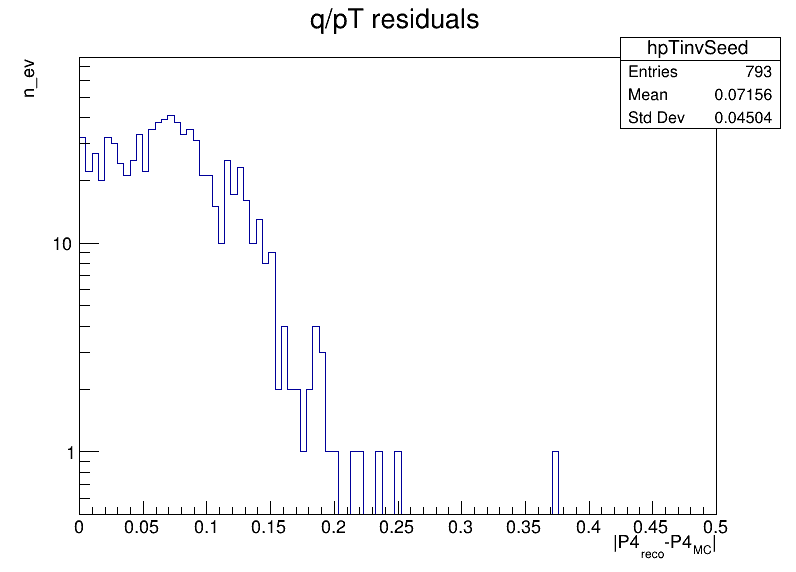 q/pT residuals
hpTinvSeed
Entries 793
Mean 0.07156
Std Dev 0.04504
n_ev
10
1
0 0.05 0.1 0.15 0.2 0.25 0.3 0.35 0.4 0.45 0.5
|P4reco-P4MC|